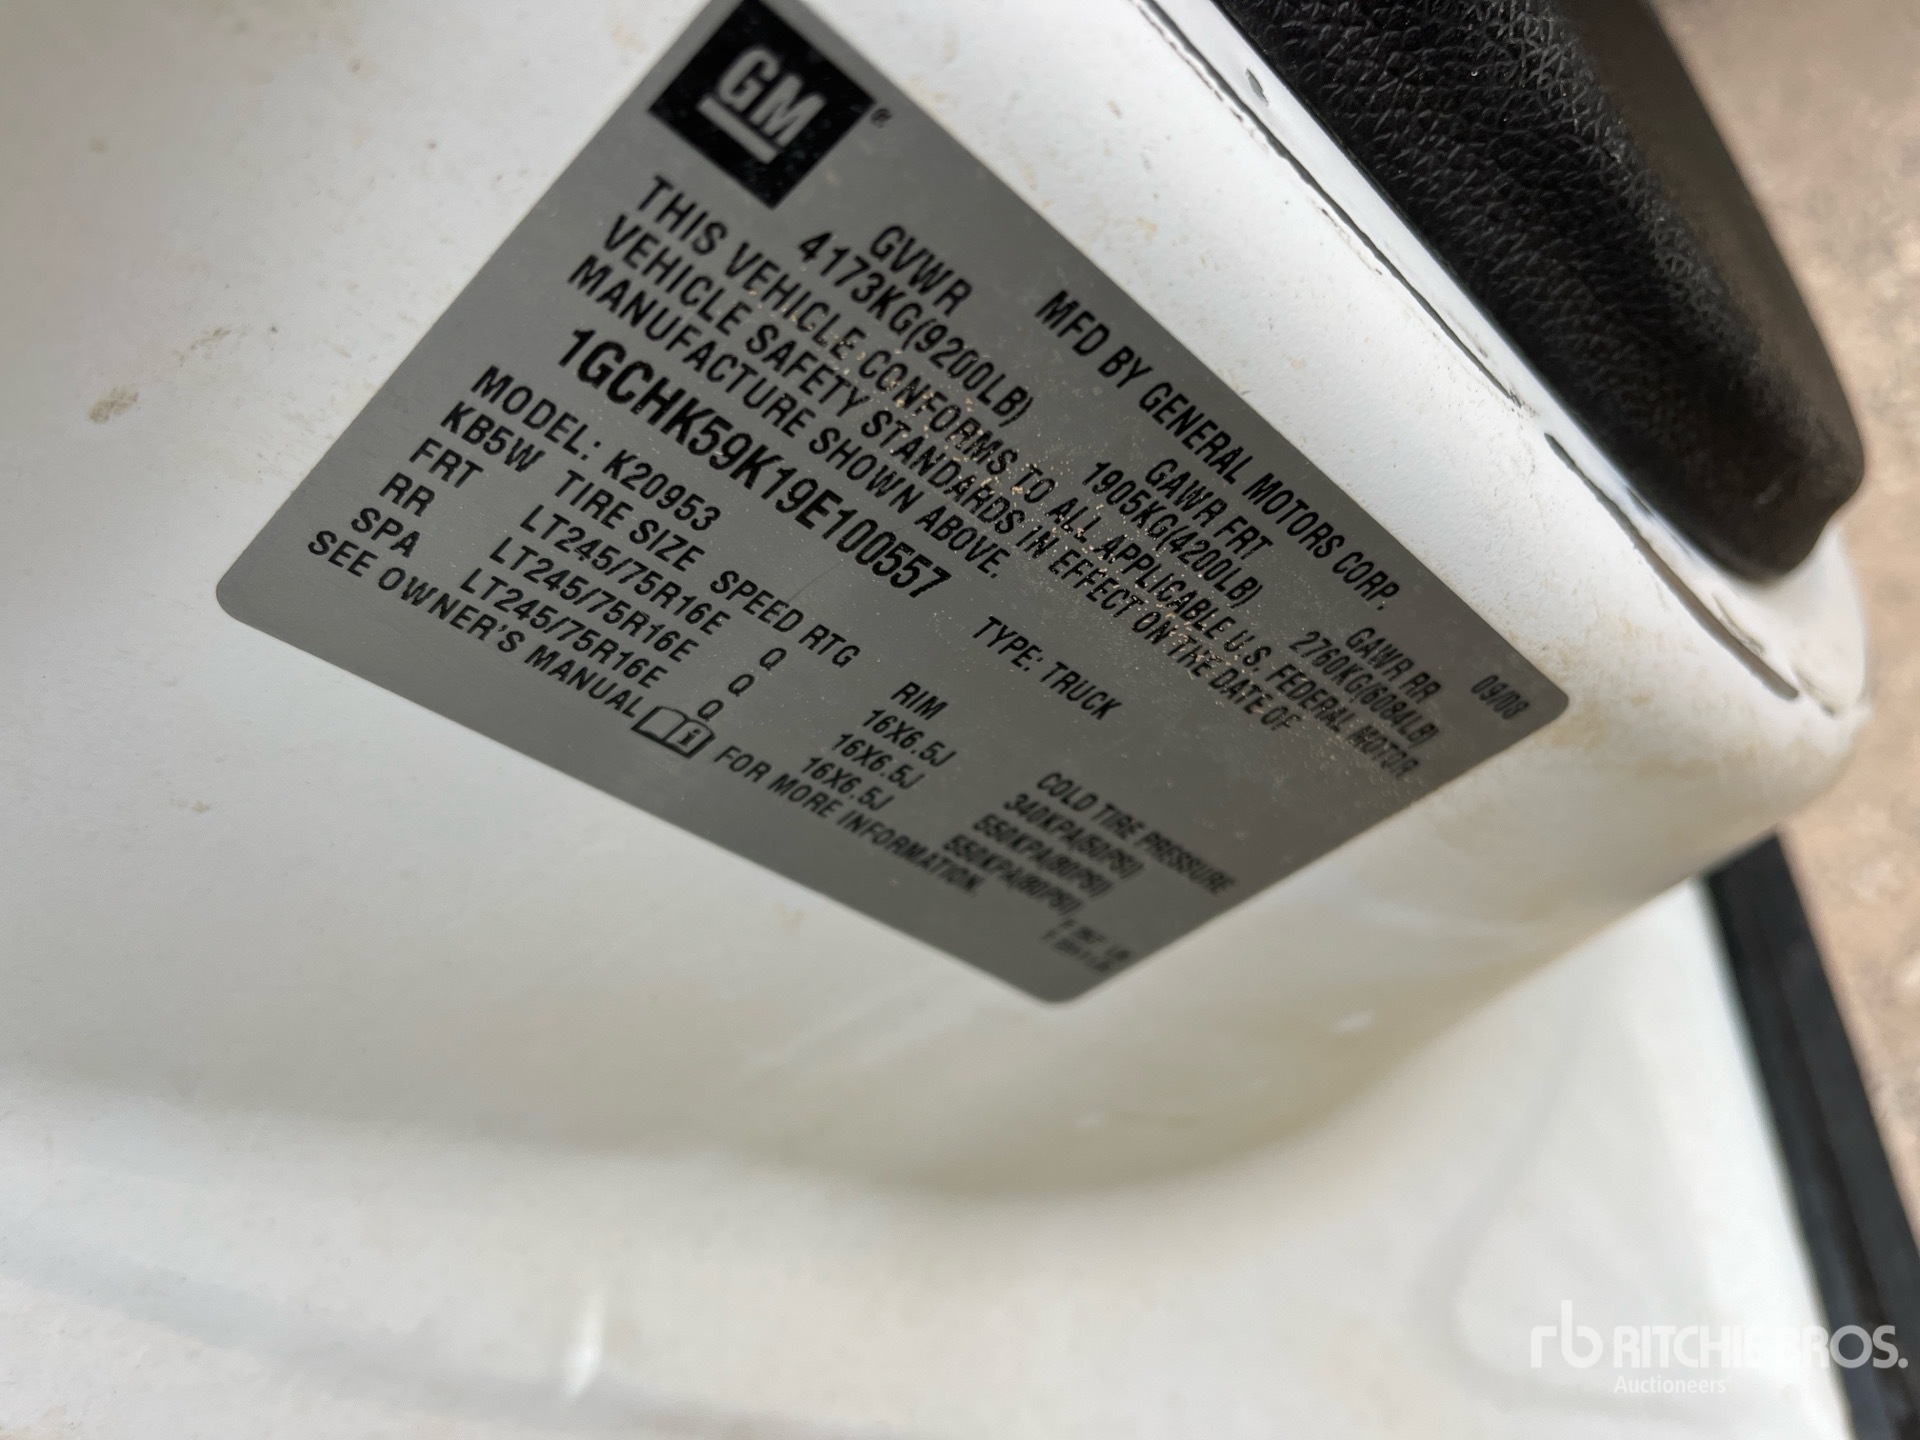 GM
MFD BY GENERAL MOTORS CORP. 09/08
GVWR GAWR FRT GAWR RR
4173KG(9200LB) 1905KG(4200LB) 2760KG(6084LB)
THIS VEHICLE CONFORMS TO ALL APPLICABLE U.S. FEDERAL MOTOR
VEHICLE SAFETY STANDARDS IN EFFECT ON THE DATE OF
MANUFACTURE SHOWN ABOVE.
1GCHK59K19E100557 TYPE: TRUCK
MODEL: K20953
KB5W TIRE SIZE SPEED RTG RIM COLD TIRE PRESSURE
FRT LT245/75R16E Q 16X6.5J 340KPA(50PSI)
RR LT245/75R16E Q 16X6.5J 550KPA(80PSI)
SPA LT245/75R16E Q 16X6.5J 550KPA(80PSI)
SEE OWNER'S MANUAL i FOR MORE INFORMATION.
rb RITCHIE BROS.
Auctioneers